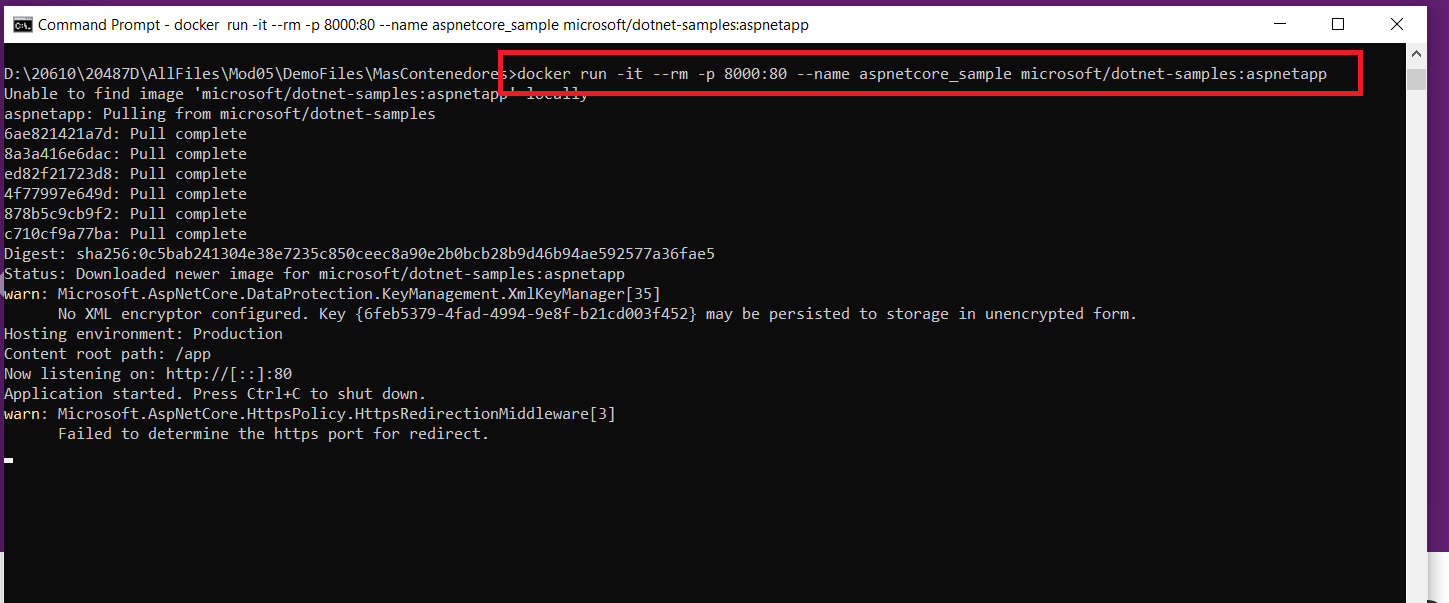 Command Prompt - docker  run -it --rm -p 8000:80 --name aspnetcore_sample microsoft/dotnet-samples:aspnetapp
D:\20610\20487D\AllFiles\Mod05\DemoFiles\MasContenedores>docker run -it --rm -p 8000:80 --name aspnetcore_sample microsoft/dotnet-samples:aspnetapp
Unable to find image 'microsoft/dotnet-samples:aspnetapp' locally
aspnetapp: Pulling from microsoft/dotnet-samples
6ae821421a7d: Pull complete
8a3a416e6dac: Pull complete
ed82f21723d8: Pull complete
4f77997e649d: Pull complete
878b5c9cb9f2: Pull complete
c710cf9a77ba: Pull complete
Digest: sha256:0c5bab241304e38e7235c850ceec8a90e2b0bcb28b9d46b94ae592577a36fae5
Status: Downloaded newer image for microsoft/dotnet-samples:aspnetapp
warn: Microsoft.AspNetCore.DataProtection.KeyManagement.XmlKeyManager[35]
      No XML encryptor configured. Key {6feb5379-4fad-4994-9e8f-b21cd003f452} may be persisted to storage in unencrypted form.
Hosting environment: Production
Content root path: /app
Now listening on: http://[::]:80
Application started. Press Ctrl+C to shut down.
warn: Microsoft.AspNetCore.HttpsPolicy.HttpsRedirectionMiddleware[3]
      Failed to determine the https port for redirect.